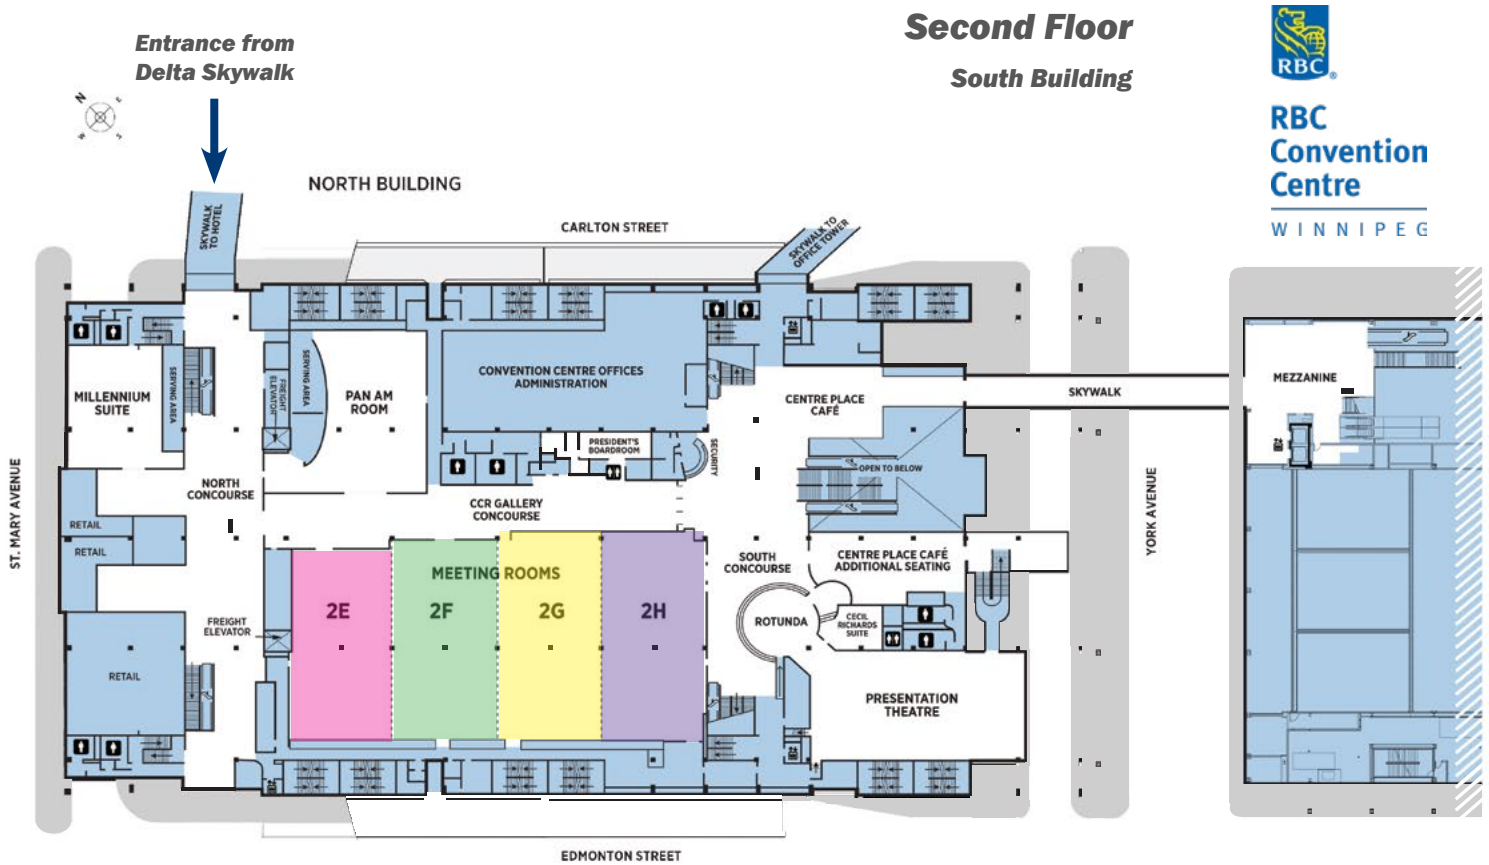 Second Floor
South Building
Entrance from
Delta Skywalk
RBC
®
RBC
Convention
Centre
WINNIPEG
N
E
W
S
NORTH BUILDING
CARLTON STREET
SKYWALK
TO HOTEL
SKYWALK TO
OFFICE TOWER
MILLENNIUM
SUITE
SERVING AREA
FREIGHT
ELEVATOR
SERVING AREA
PAN AM
ROOM
CONVENTION CENTRE OFFICES
ADMINISTRATION
CENTRE PLACE
CAFÉ
SKYWALK
MEZZANINE
PRESIDENT'S
BOARDROOM
SECURITY
OPEN TO BELOW
NORTH
CONCOURSE
CCR GALLERY
CONCOURSE
ST. MARY AVENUE
YORK AVENUE
RETAIL
RETAIL
SOUTH
CONCOURSE
CENTRE PLACE CAFÉ
ADDITIONAL SEATING
MEETING ROOMS
2E
2F
2G
2H
FREIGHT
ELEVATOR
ROTUNDA
CECIL
RICHARDS
SUITE
RETAIL
PRESENTATION
THEATRE
EDMONTON STREET